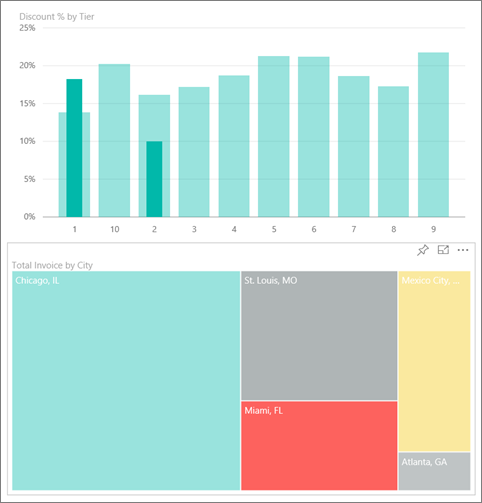 Discount % by Tier
25%
20%
15%
10%
5%
0%
1 10 2 3 4 5 6 7 8 9
Total Invoice by City
Chicago, IL
St. Louis, MO
Mexico City, ...
Miami, FL
Atlanta, GA